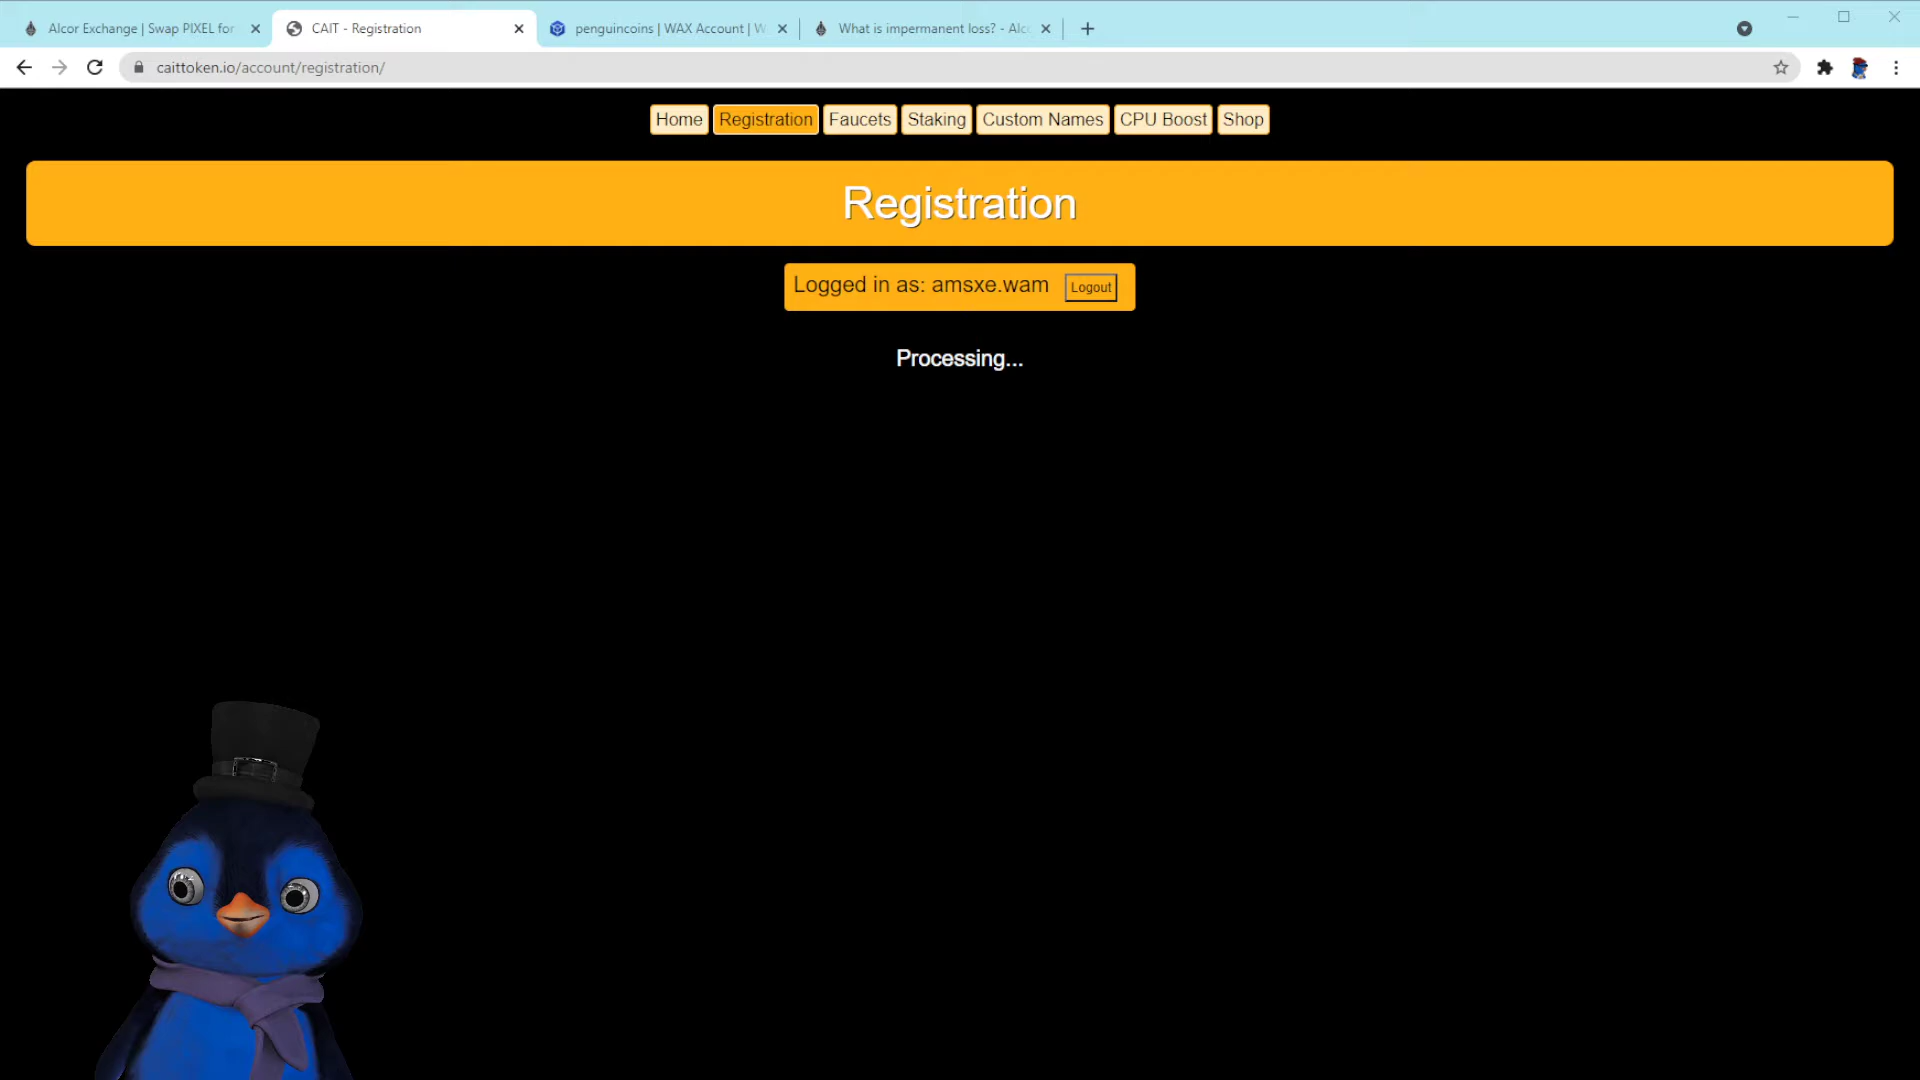 Alcor Exchange | Swap PIXEL for
CAIT - Registration
penguincoins | WAX Account | W
What is impermanent loss? - Alc
caittoken.io/account/registration/
Home Registration Faucets Staking Custom Names CPU Boost Shop
Registration
Logged in as: amsxe.wam Logout
Processing...